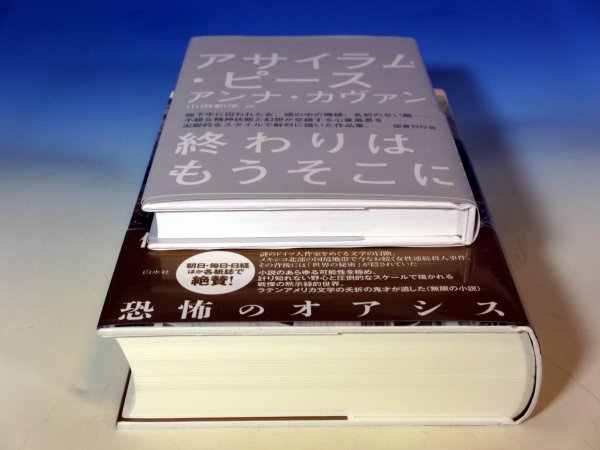 アサイラム
・ピース
アンナ・カヴァン
山田和子 訳
地下牢に囚われた女、頭の中の機械、名前のない敵……。
不穏な精神状態と幻想が交錯する心象風景を
尖鋭的なスタイルで鮮烈に描いた作品集。
国書刊行会
終わりは
もうそこに
謎のドイツ人作家をめぐる文学の冒険、
メキシコ北部の国境地帯で今なお続く女性連続殺人事件、
その背後には「世界の秘密」が隠されていた
小説のあらゆる可能性を極め、
計り知れない野心と圧倒的なスケールで描かれる
戦慄の黙示録的世界。
ラテンアメリカ文学の夭折の鬼才が遺した〈無限の小説〉
白水社
朝日・毎日・日経
ほか各紙誌で
絶賛!
恐怖のオアシス